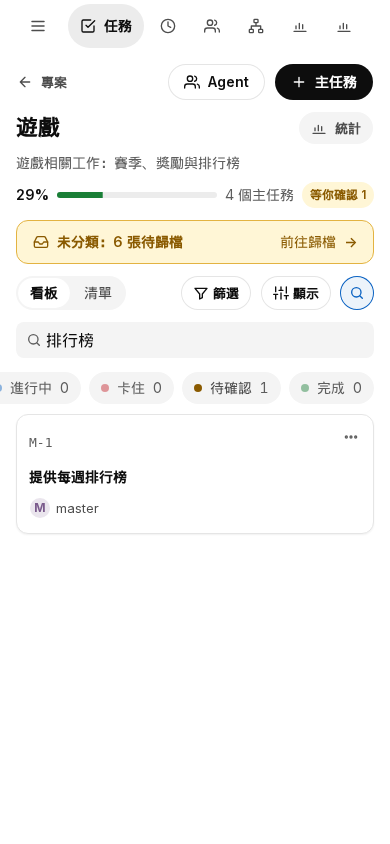 任務
專案
Agent
主任務
遊戲
統計
遊戲相關工作：賽季、獎勵與排行榜
29%
4 個主任務
等你確認 1
未分類：6 張待歸檔
前往歸檔
看板
清單
篩選
顯示
排行榜
進行中 0
卡住 0
待確認 1
完成 0
M-1
提供每週排行榜
M
master